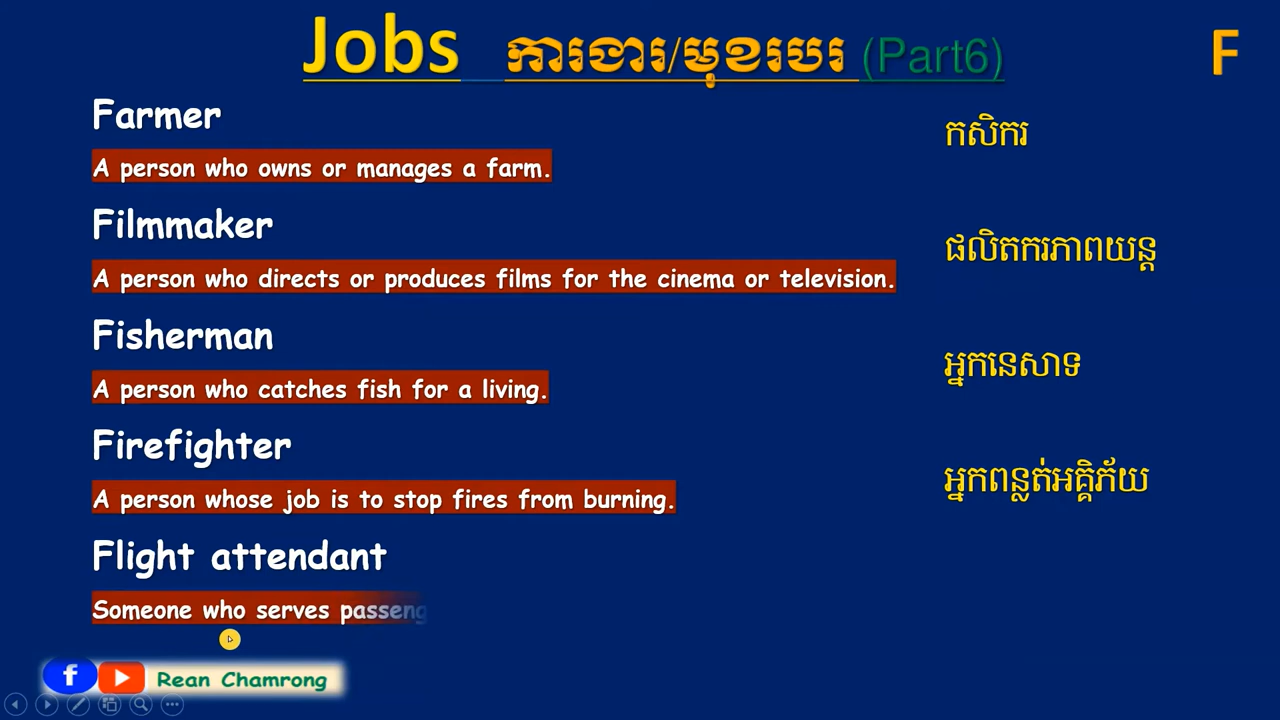 Jobs ការងារ/មុខរបរ (Part6) F
Farmer
កសិករ
A person who owns or manages a farm.
Filmmaker
ផលិតករភាពយន្ត
A person who directs or produces films for the cinema or television.
Fisherman
អ្នកនេសាទ
A person who catches fish for a living.
Firefighter
អ្នកពន្លត់អគ្គិភ័យ
A person whose job is to stop fires from burning.
Flight attendant
Someone who serves passeng
Rean Chamrong